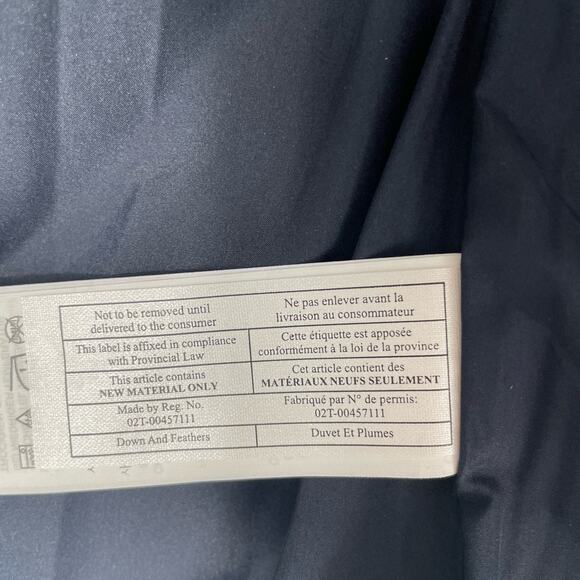 Not to be removed until
delivered to the consumer
Ne pas enlever avant la
livraison au consommateur
This label is affixed in compliance
with Provincial Law
Cette étiquette est apposée
conformément à la loi de la province
This article contains
NEW MATERIAL ONLY
Cet article contient des
MATÉRIAUX NEUFS SEULEMENT
Made by Reg. No.
02T-00457111
Fabriqué par N° de permis:
02T-00457111
Down And Feathers
Duvet Et Plumes